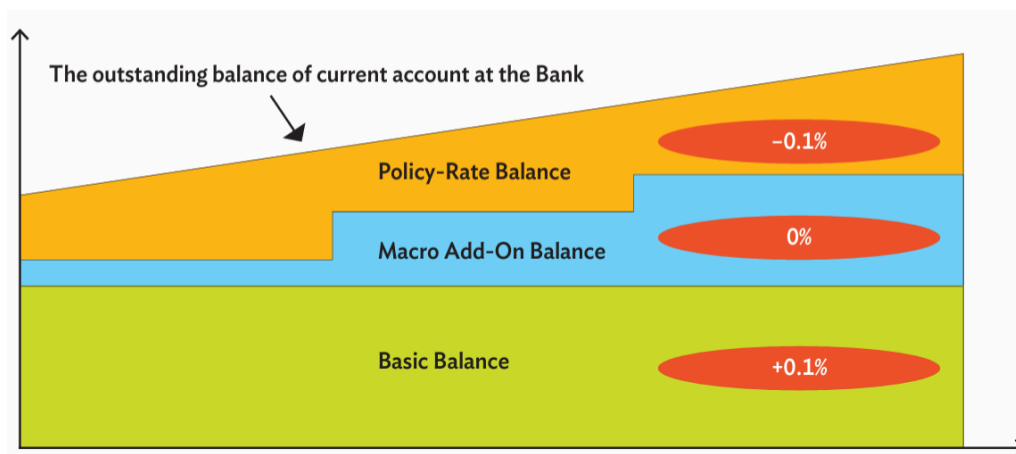 The outstanding balance of current account at the Bank
−0.1%
Policy-Rate Balance
0%
Macro Add-On Balance
Basic Balance
+0.1%